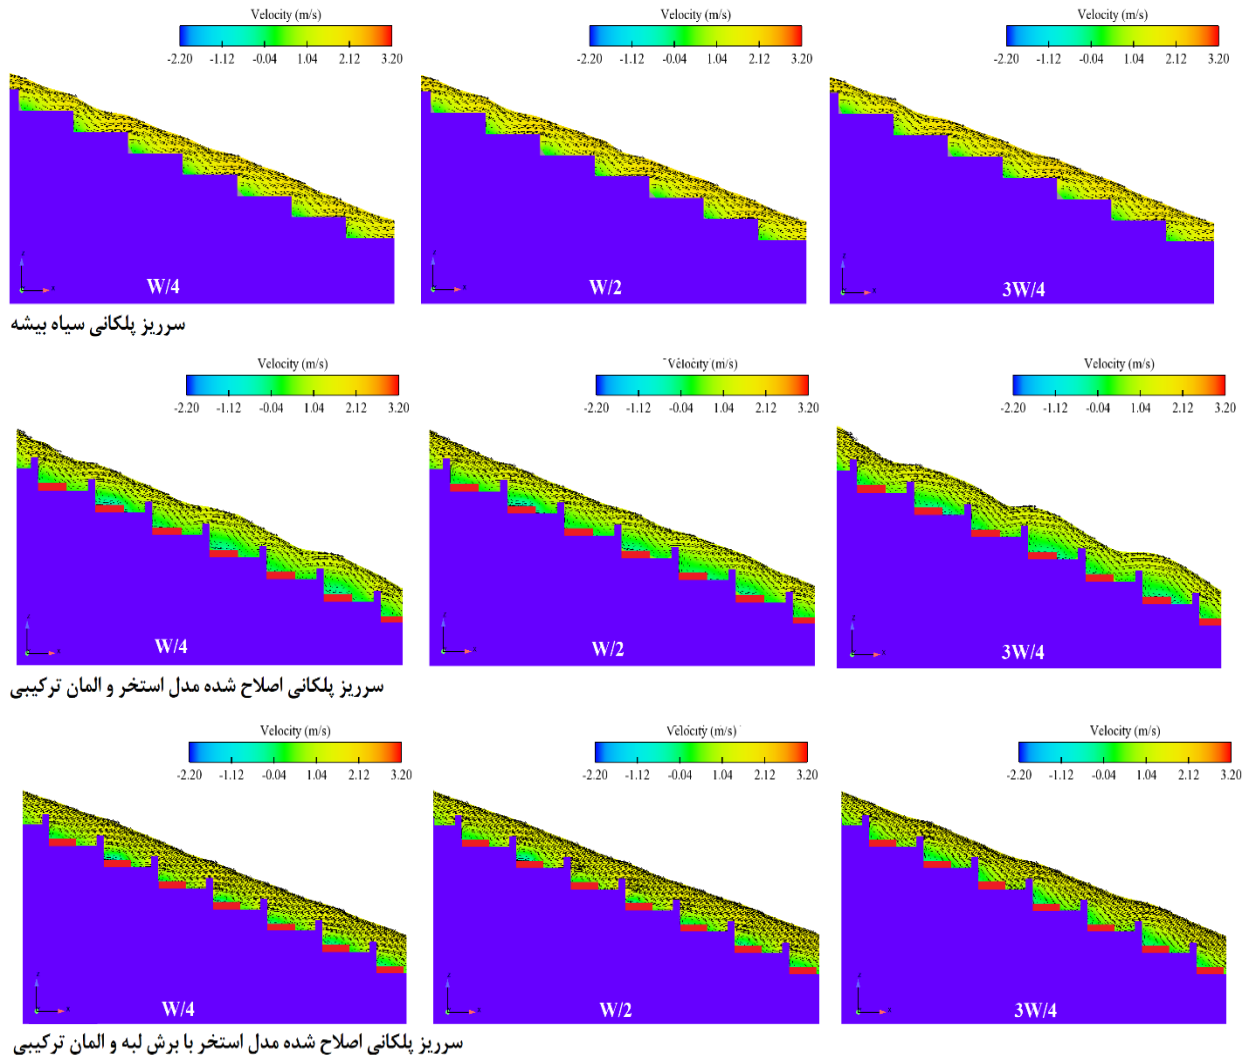 Velocity (m/s) Velocity (m/s) Velocity (m/s)
-2.20 -1.12 -0.04 1.04 2.12 3.20 -2.20 -1.12 -0.04 1.04 2.12 3.20 -2.20 -1.12 -0.04 1.04 2.12 3.20
z x W/4 z x W/2 z x 3W/4
سرریز پلکانی سیاه بیشه
Velocity (m/s) Velocity (m/s) Velocity (m/s)
-2.20 -1.12 -0.04 1.04 2.12 3.20 -2.20 -1.12 -0.04 1.04 2.12 3.20 -2.20 -1.12 -0.04 1.04 2.12 3.20
z x W/4 z x W/2 z x 3W/4
سرریز پلکانی اصلاح شده مدل استخر و المان ترکیبی
Velocity (m/s) Velocity (m/s) Velocity (m/s)
-2.20 -1.12 -0.04 1.04 2.12 3.20 -2.20 -1.12 -0.04 1.04 2.12 3.20 -2.20 -1.12 -0.04 1.04 2.12 3.20
z x W/4 z x W/2 z x 3W/4
سرریز پلکانی اصلاح شده مدل استخر با برش لبه و المان ترکیبی